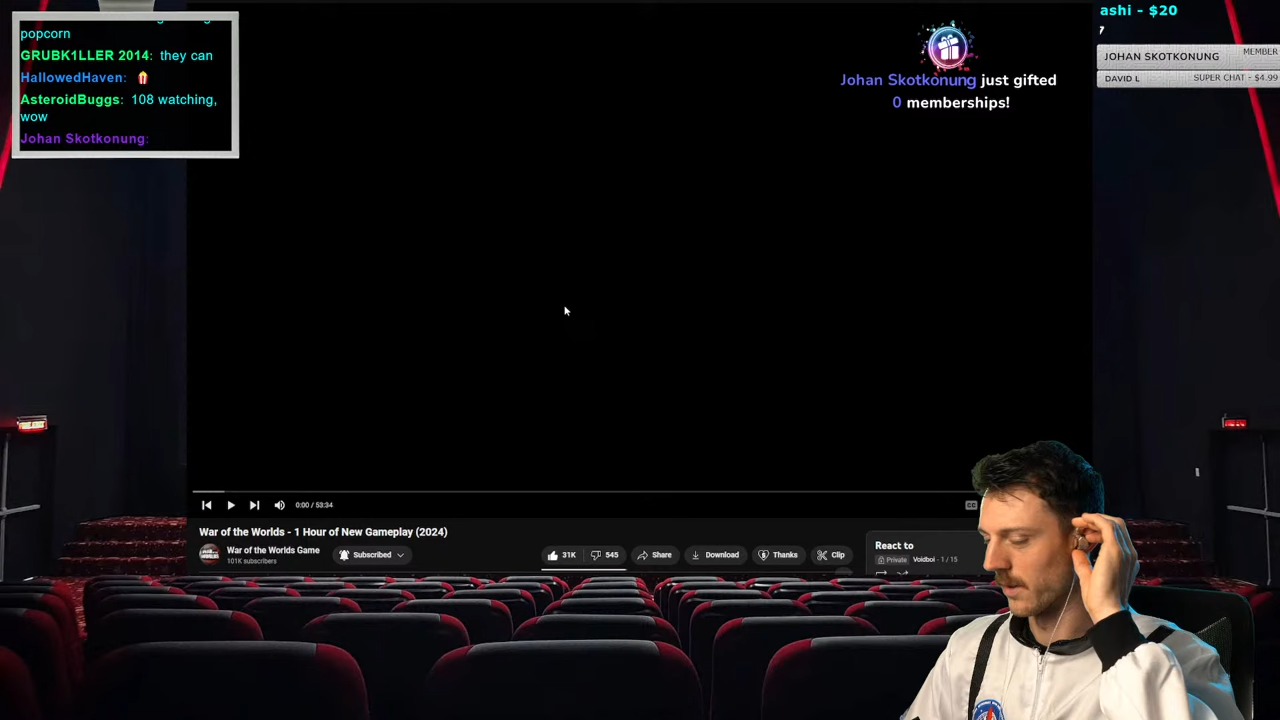 popcorn
GRUBK1LLER 2014: they can
HallowedHaven:
AsteroidBuggs: 108 watching,
wow
Johan Skotkonung:
Johan Skotkonung just gifted
0 memberships!
ashi - $20
JOHAN SKOTKONUNG MEMBER
DAVID L SUPER CHAT - $4.99
0:00 / 53:34
CC
War of the Worlds - 1 Hour of New Gameplay (2024)
War of the Worlds Game
101K subscribers
Subscribed
31K
545
Share
Download
Thanks
Clip
React to
Private Voidboi - 1 / 15